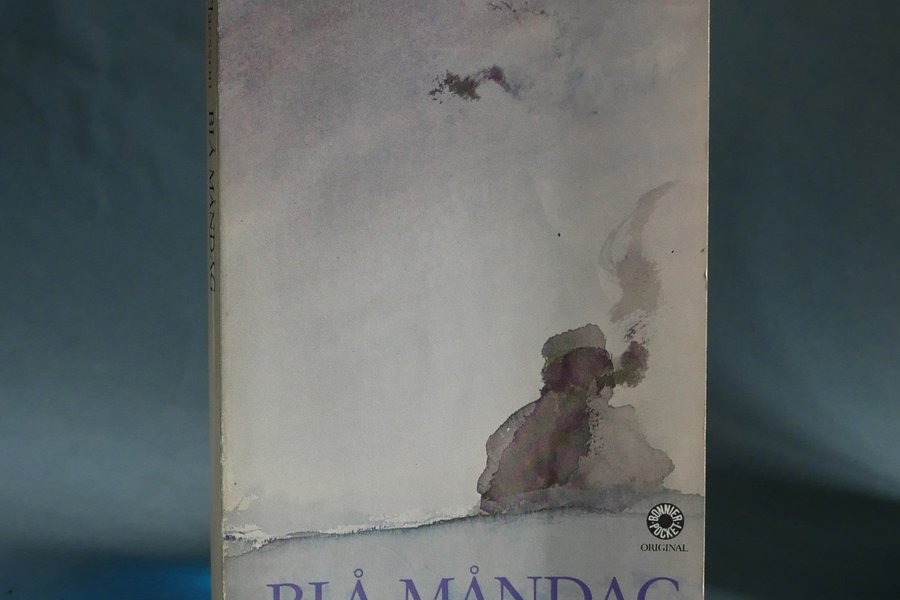 BLÅ MÅNDAG
BONNIER
POCKET
ORIGINAL
BLÅ MÅNDAG